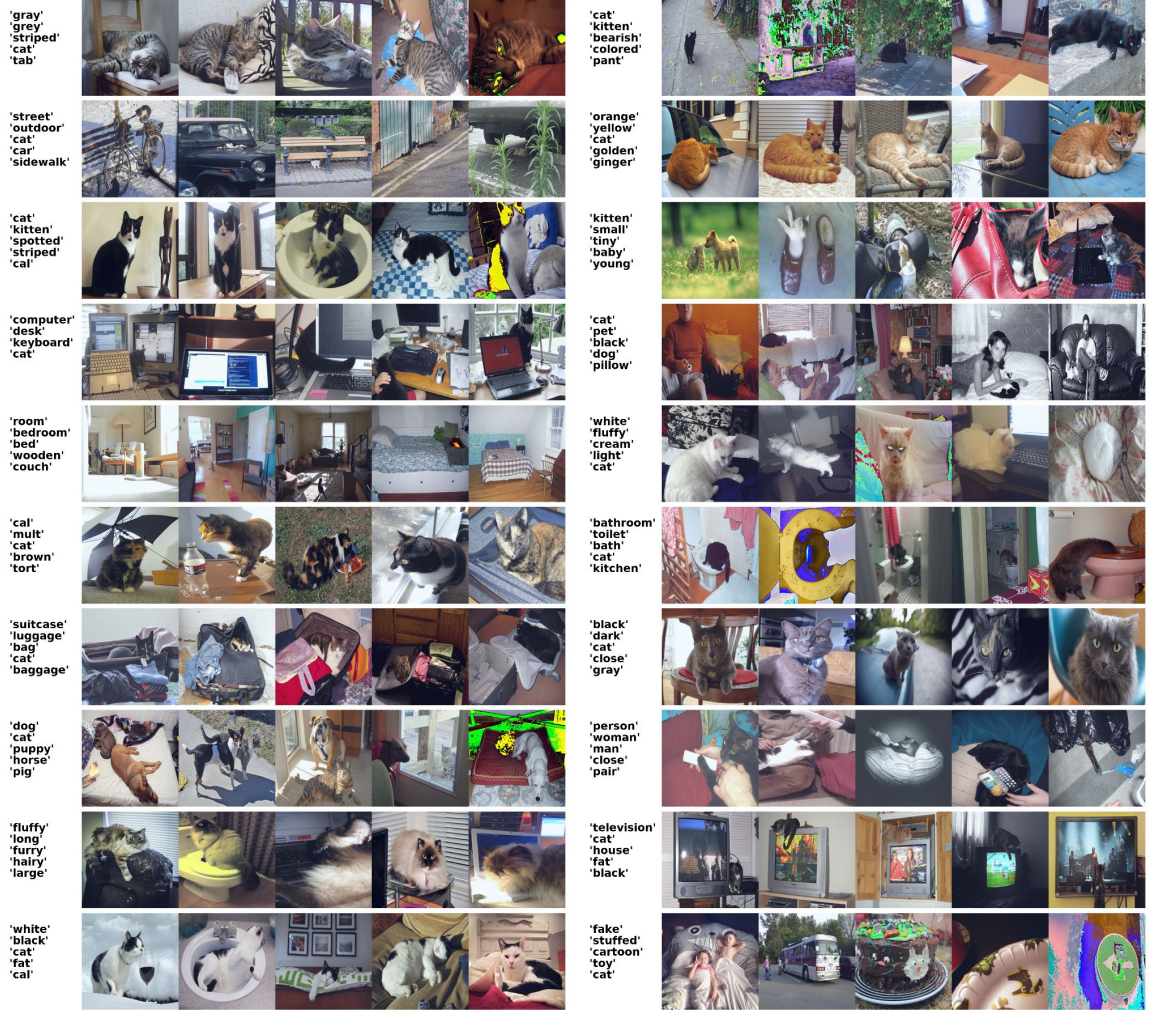 'gray'
'grey'
'striped'
'cat'
'tab'
'cat'
'kitten'
'bearish'
'colored'
'pant'
'street'
'outdoor'
'cat'
'car'
'sidewalk'
'orange'
'yellow'
'cat'
'golden'
'ginger'
'cat'
'kitten'
'spotted'
'striped'
'cal'
'kitten'
'small'
'tiny'
'baby'
'young'
'computer'
'desk'
'keyboard'
'cat'
'cat'
'pet'
'black'
'dog'
'pillow'
'room'
'bedroom'
'bed'
'wooden'
'couch'
'white'
'fluffy'
'cream'
'light'
'cat'
'cal'
'mult'
'cat'
'brown'
'tort'
'bathroom'
'toilet'
'bath'
'cat'
'kitchen'
'suitcase'
'luggage'
'bag'
'cat'
'baggage'
'black'
'dark'
'cat'
'close'
'gray'
'dog'
'cat'
'puppy'
'horse'
'pig'
'person'
'woman'
'man'
'close'
'pair'
'fluffy'
'long'
'furry'
'hairy'
'large'
'television'
'cat'
'house'
'fat'
'black'
'white'
'black'
'cat'
'fat'
'cal'
'fake'
'stuffed'
'cartoon'
'toy'
'cat'